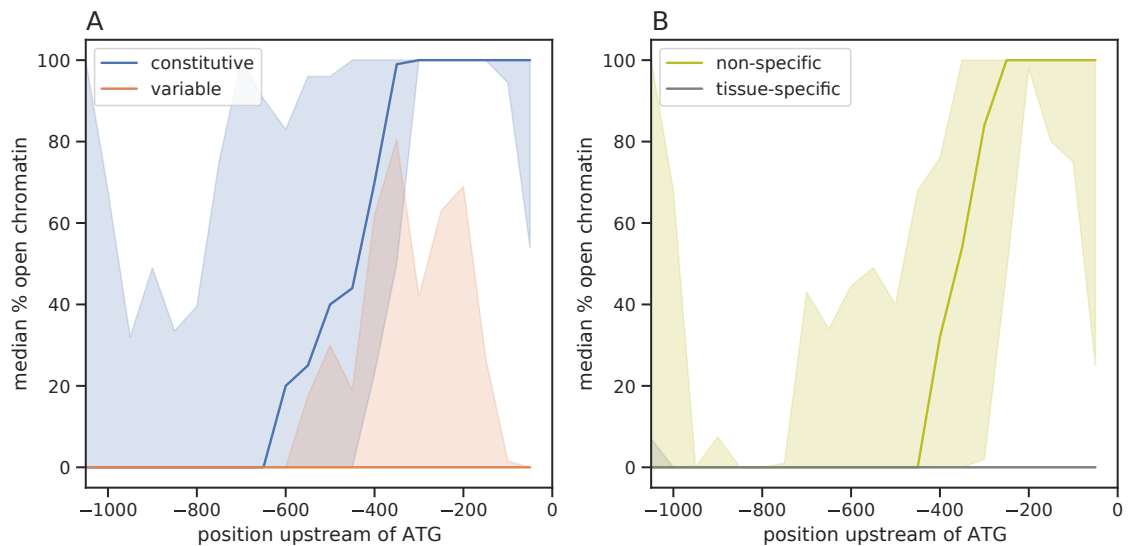 A
constitutive
variable
median % open chromatin
100
80
60
40
20
0
−1000
−800
−600
−400
−200
0
position upstream of ATG
B
non-specific
tissue-specific
median % open chromatin
100
80
60
40
20
0
−1000
−800
−600
−400
−200
0
position upstream of ATG